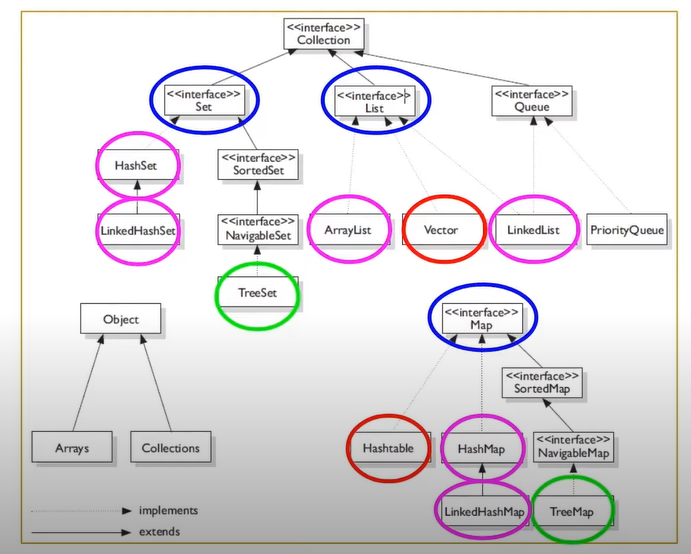 <<interface>>
Collection
<<interface>>
Set
<<interface>>
List
<<interface>>
Queue
HashSet
<<interface>>
SortedSet
LinkedHashSet
<<interface>>
NavigableSet
ArrayList
Vector
LinkedList
PriorityQueue
TreeSet
Object
<<interface>>
Map
<<interface>>
SortedMap
Arrays
Collections
Hashtable
HashMap
<<interface>>
NavigableMap
LinkedHashMap
TreeMap
implements
extends